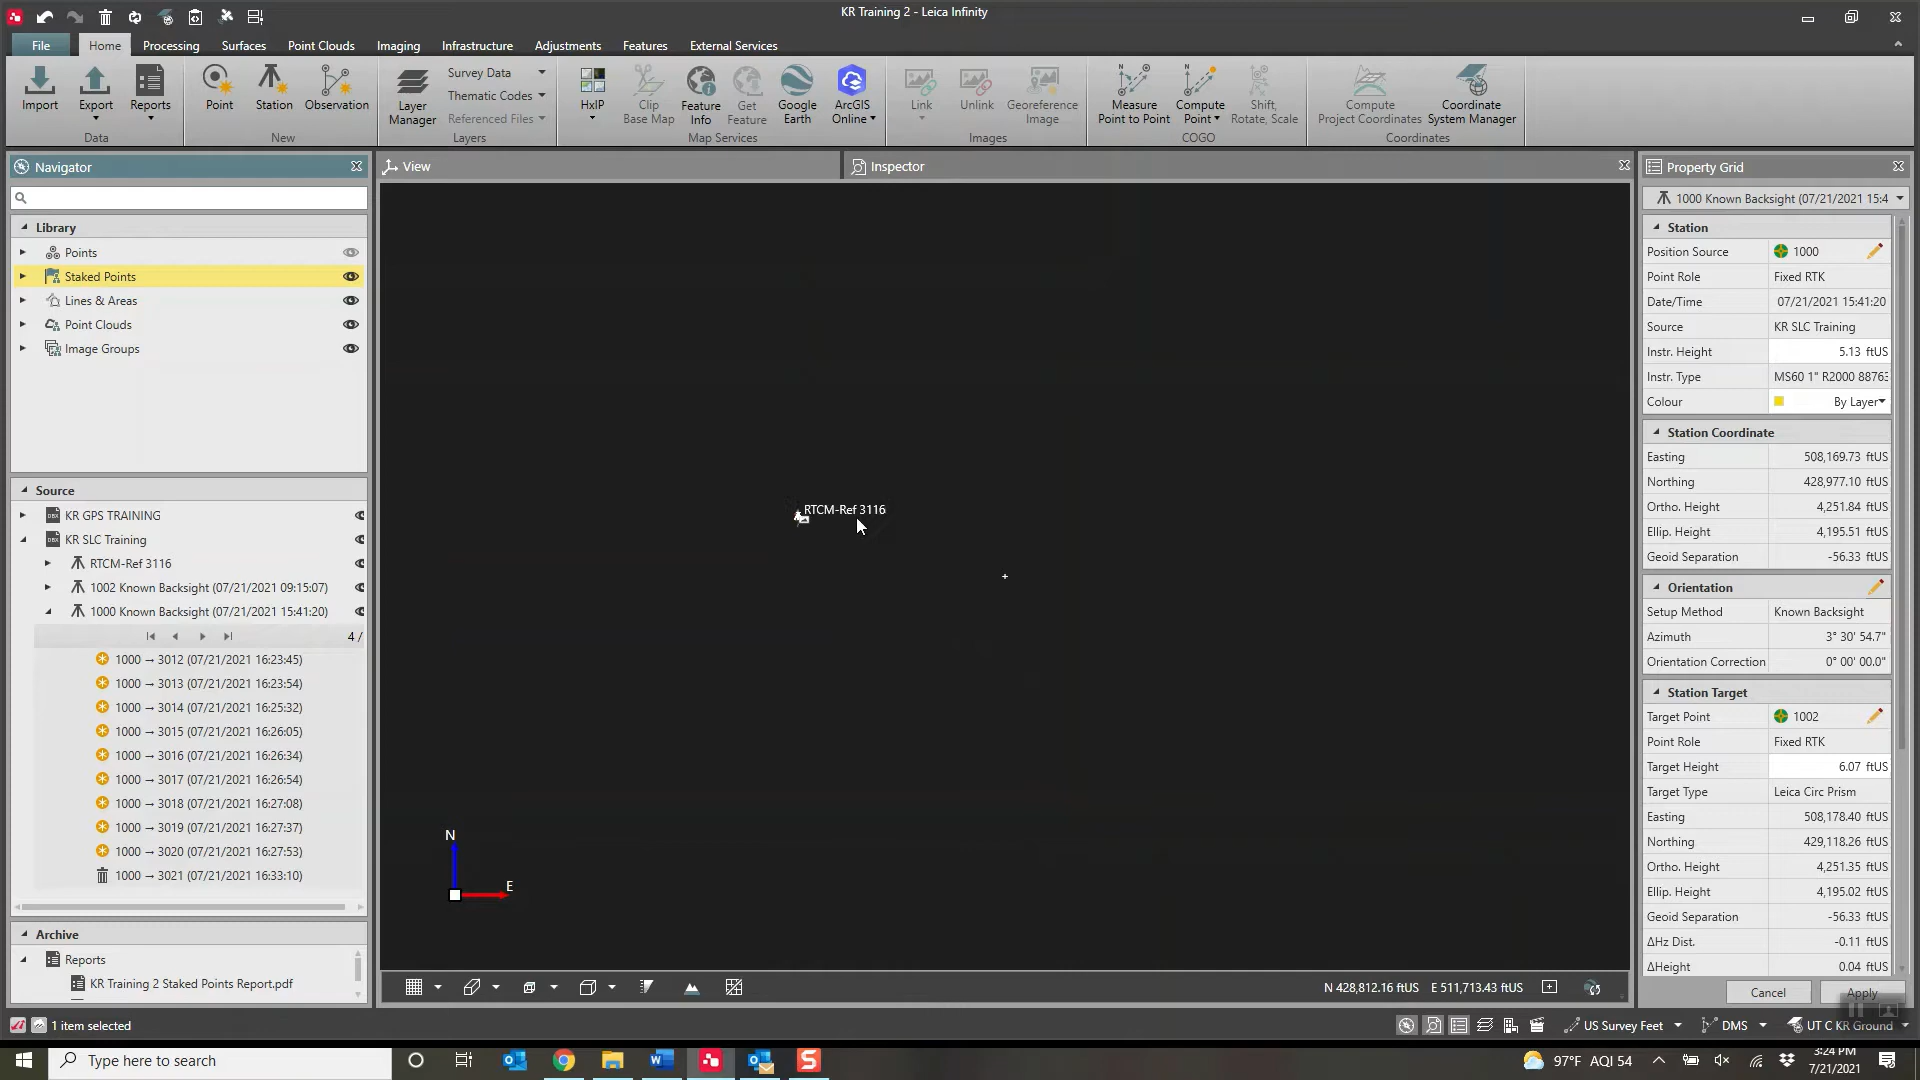 KR Training 2 - Leica Infinity
File Home Processing Surfaces Point Clouds Imaging Infrastructure Adjustments Features External Services
Import Export Reports
Data
Point Station Observation
New
Layer Manager
Survey Data
Thematic Codes
Referenced Files
Layers
HxIP
Clip Base Map
Feature Info
Get Feature
Google Earth
ArcGIS Online
Map Services
Link Unlink Georeference Image
Images
Measure Point to Point
Compute Point
Shift, Rotate, Scale
COGO
Compute Project Coordinates
Coordinate System Manager
Coordinates
Navigator
Library
Points
Staked Points
Lines & Areas
Point Clouds
Image Groups
Source
KR GPS TRAINING
KR SLC Training
RTCM-Ref 3116
1002 Known Backsight (07/21/2021 09:15:07)
1000 Known Backsight (07/21/2021 15:41:20)
4 /
1000 → 3012 (07/21/2021 16:23:45)
1000 → 3013 (07/21/2021 16:23:54)
1000 → 3014 (07/21/2021 16:25:32)
1000 → 3015 (07/21/2021 16:26:05)
1000 → 3016 (07/21/2021 16:26:34)
1000 → 3017 (07/21/2021 16:26:54)
1000 → 3018 (07/21/2021 16:27:08)
1000 → 3019 (07/21/2021 16:27:37)
1000 → 3020 (07/21/2021 16:27:53)
1000 → 3021 (07/21/2021 16:33:10)
Archive
Reports
KR Training 2 Staked Points Report.pdf
View
Inspector
RTCM-Ref 3116
N
E
N 428,812.16 ftUS E 511,713.43 ftUS
Property Grid
1000 Known Backsight (07/21/2021 15:4
Station
Position Source 1000
Point Role Fixed RTK
Date/Time 07/21/2021 15:41:20
Source KR SLC Training
Instr. Height 5.13 ftUS
Instr. Type MS60 1" R2000 88763
Colour By Layer
Station Coordinate
Easting 508,169.73 ftUS
Northing 428,977.10 ftUS
Ortho. Height 4,251.84 ftUS
Ellip. Height 4,195.51 ftUS
Geoid Separation -56.33 ftUS
Orientation
Setup Method Known Backsight
Azimuth 3° 30' 54.7"
Orientation Correction 0° 00' 00.0"
Station Target
Target Point 1002
Point Role Fixed RTK
Target Height 6.07 ftUS
Target Type Leica Circ Prism
Easting 508,178.40 ftUS
Northing 429,118.26 ftUS
Ortho. Height 4,251.35 ftUS
Ellip. Height 4,195.02 ftUS
Geoid Separation -56.33 ftUS
ΔHz Dist. -0.11 ftUS
ΔHeight 0.04 ftUS
Cancel Apply
1 item selected
US Survey Feet DMS UT C KR Ground
Type here to search
97°F AQI 54
3:24 PM
7/21/2021